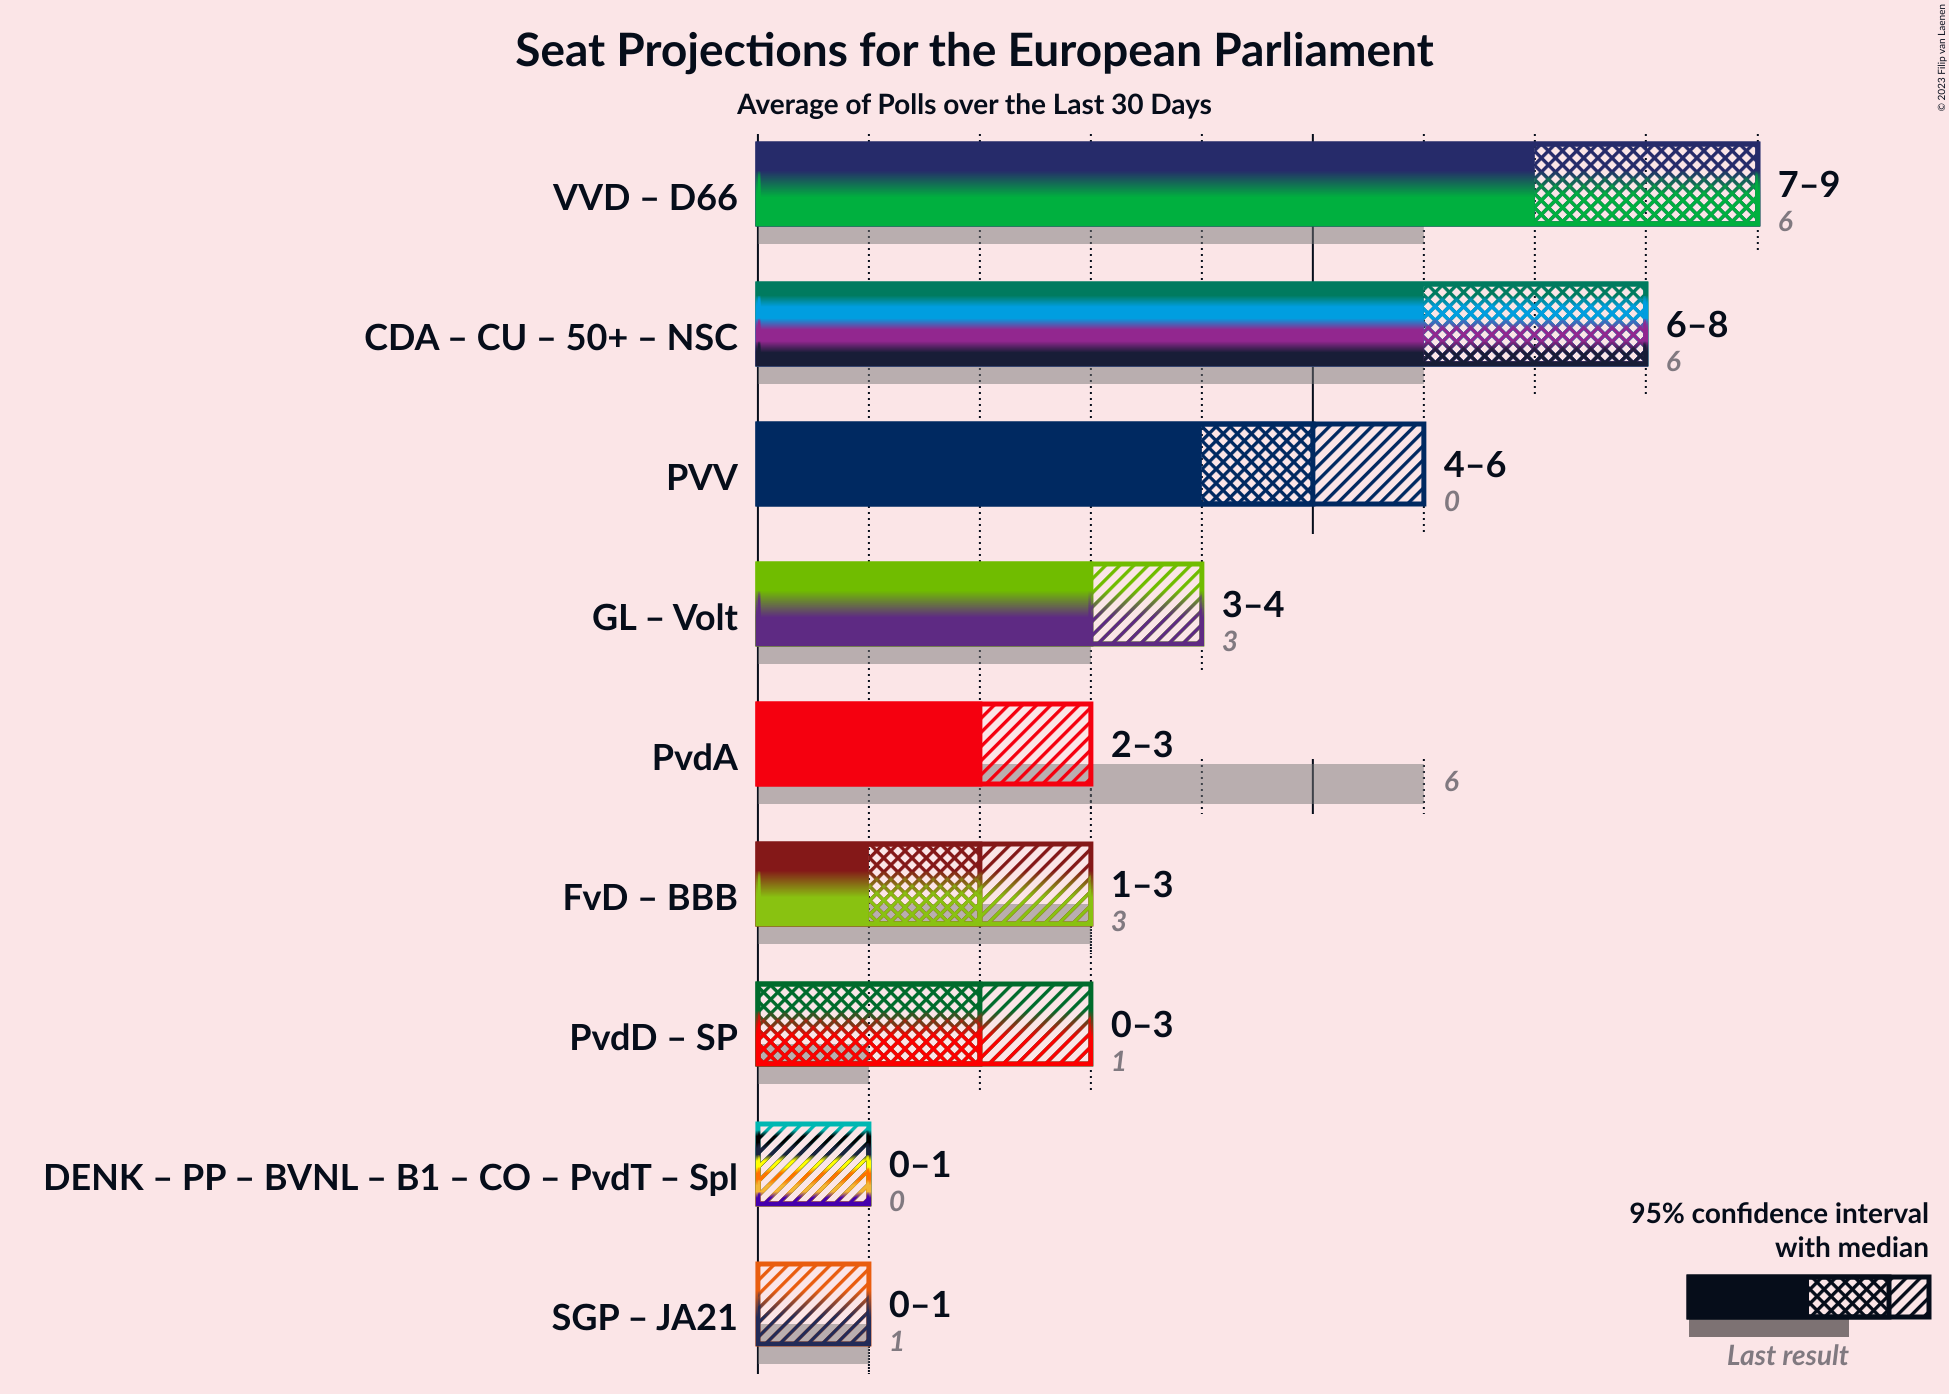 Seat Projections for the European Parliament
Average of Polls over the Last 30 Days
© 2023 Filip van Laenen
VVD – D66
7–9
6
CDA – CU – 50+ – NSC
6–8
6
PVV
4–6
0
GL – Volt
3–4
3
PvdA
2–3
6
FvD – BBB
1–3
3
PvdD – SP
0–3
1
DENK – PP – BVNL – B1 – CO – PvdT – Spl
0–1
0
SGP – JA21
0–1
1
95% confidence interval
with median
Last result